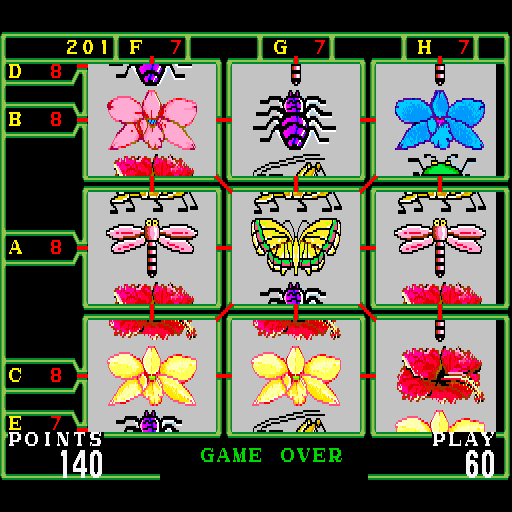 201 F 7 G 7 H 7
D 8
B 8
A 8
C 8
E 7
POINTS PLAY
140 GAME OVER 60